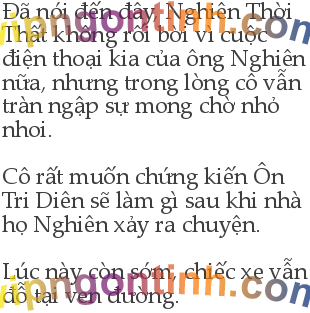 Đã nói đến đây, Nghiên Thời
Thất không rối bời vì cuộc
điện thoại kia của ông Nghiên
nữa, nhưng trong lòng cô vẫn
tràn ngập sự mong chờ nhỏ
nhoi.
Cô rất muốn chứng kiến Ôn
Tri Diên sẽ làm gì sau khi nhà
họ Nghiên xảy ra chuyện.
Lúc này còn sớm, chiếc xe vẫn
đỗ tại ven đường.
vipngontinh.com
vipngontinh.com